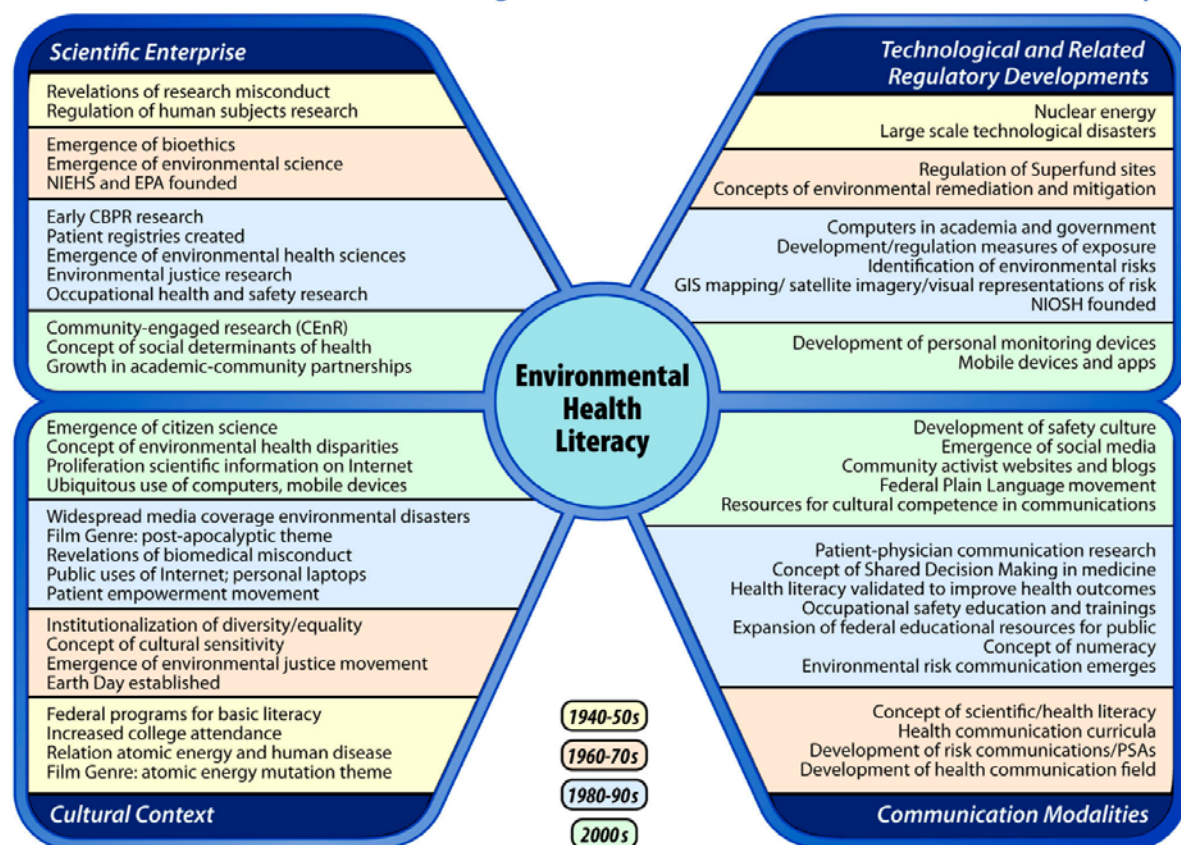 Scientific Enterprise
Revelations of research misconduct
Regulation of human subjects research
Emergence of bioethics
Emergence of environmental science
NIEHS and EPA founded
Early CBPR research
Patient registries created
Emergence of environmental health sciences
Environmental justice research
Occupational health and safety research
Community-engaged research (CEnR)
Concept of social determinants of health
Growth in academic-community partnerships
Technological and Related
Regulatory Developments
Nuclear energy
Large scale technological disasters
Regulation of Superfund sites
Concepts of environmental remediation and mitigation
Computers in academia and government
Development/regulation measures of exposure
Identification of environmental risks
GIS mapping/ satellite imagery/visual representations of risk
NIOSH founded
Development of personal monitoring devices
Mobile devices and apps
Environmental
Health
Literacy
Emergence of citizen science
Concept of environmental health disparities
Proliferation scientific information on Internet
Ubiquitous use of computers, mobile devices
Widespread media coverage environmental disasters
Film Genre: post-apocalyptic theme
Revelations of biomedical misconduct
Public uses of Internet; personal laptops
Patient empowerment movement
Institutionalization of diversity/equality
Concept of cultural sensitivity
Emergence of environmental justice movement
Earth Day established
Federal programs for basic literacy
Increased college attendance
Relation atomic energy and human disease
Film Genre: atomic energy mutation theme
Cultural Context
Development of safety culture
Emergence of social media
Community activist websites and blogs
Federal Plain Language movement
Resources for cultural competence in communications
Patient-physician communication research
Concept of Shared Decision Making in medicine
Health literacy validated to improve health outcomes
Occupational safety education and trainings
Expansion of federal educational resources for public
Concept of numeracy
Environmental risk communication emerges
Concept of scientific/health literacy
Health communication curricula
Development of risk communications/PSAs
Development of health communication field
Communication Modalities
1940-50s
1960-70s
1980-90s
2000s